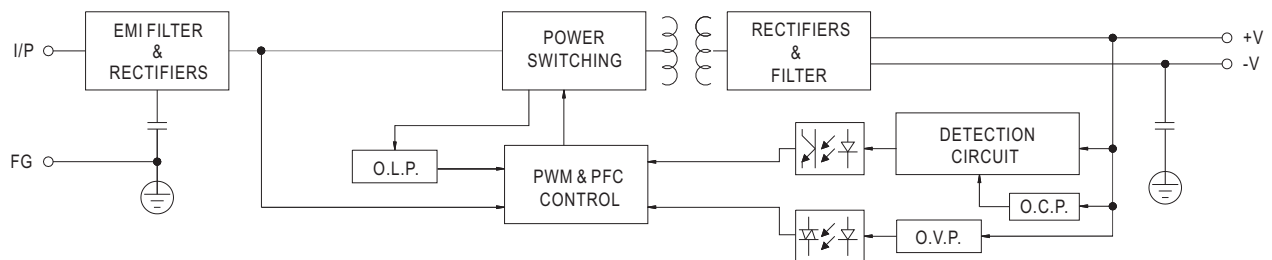 I/P
EMI FILTER
&
RECTIFIERS
POWER
SWITCHING
RECTIFIERS
&
FILTER
+V
-V
FG
O.L.P.
PWM & PFC
CONTROL
DETECTION
CIRCUIT
O.C.P.
O.V.P.